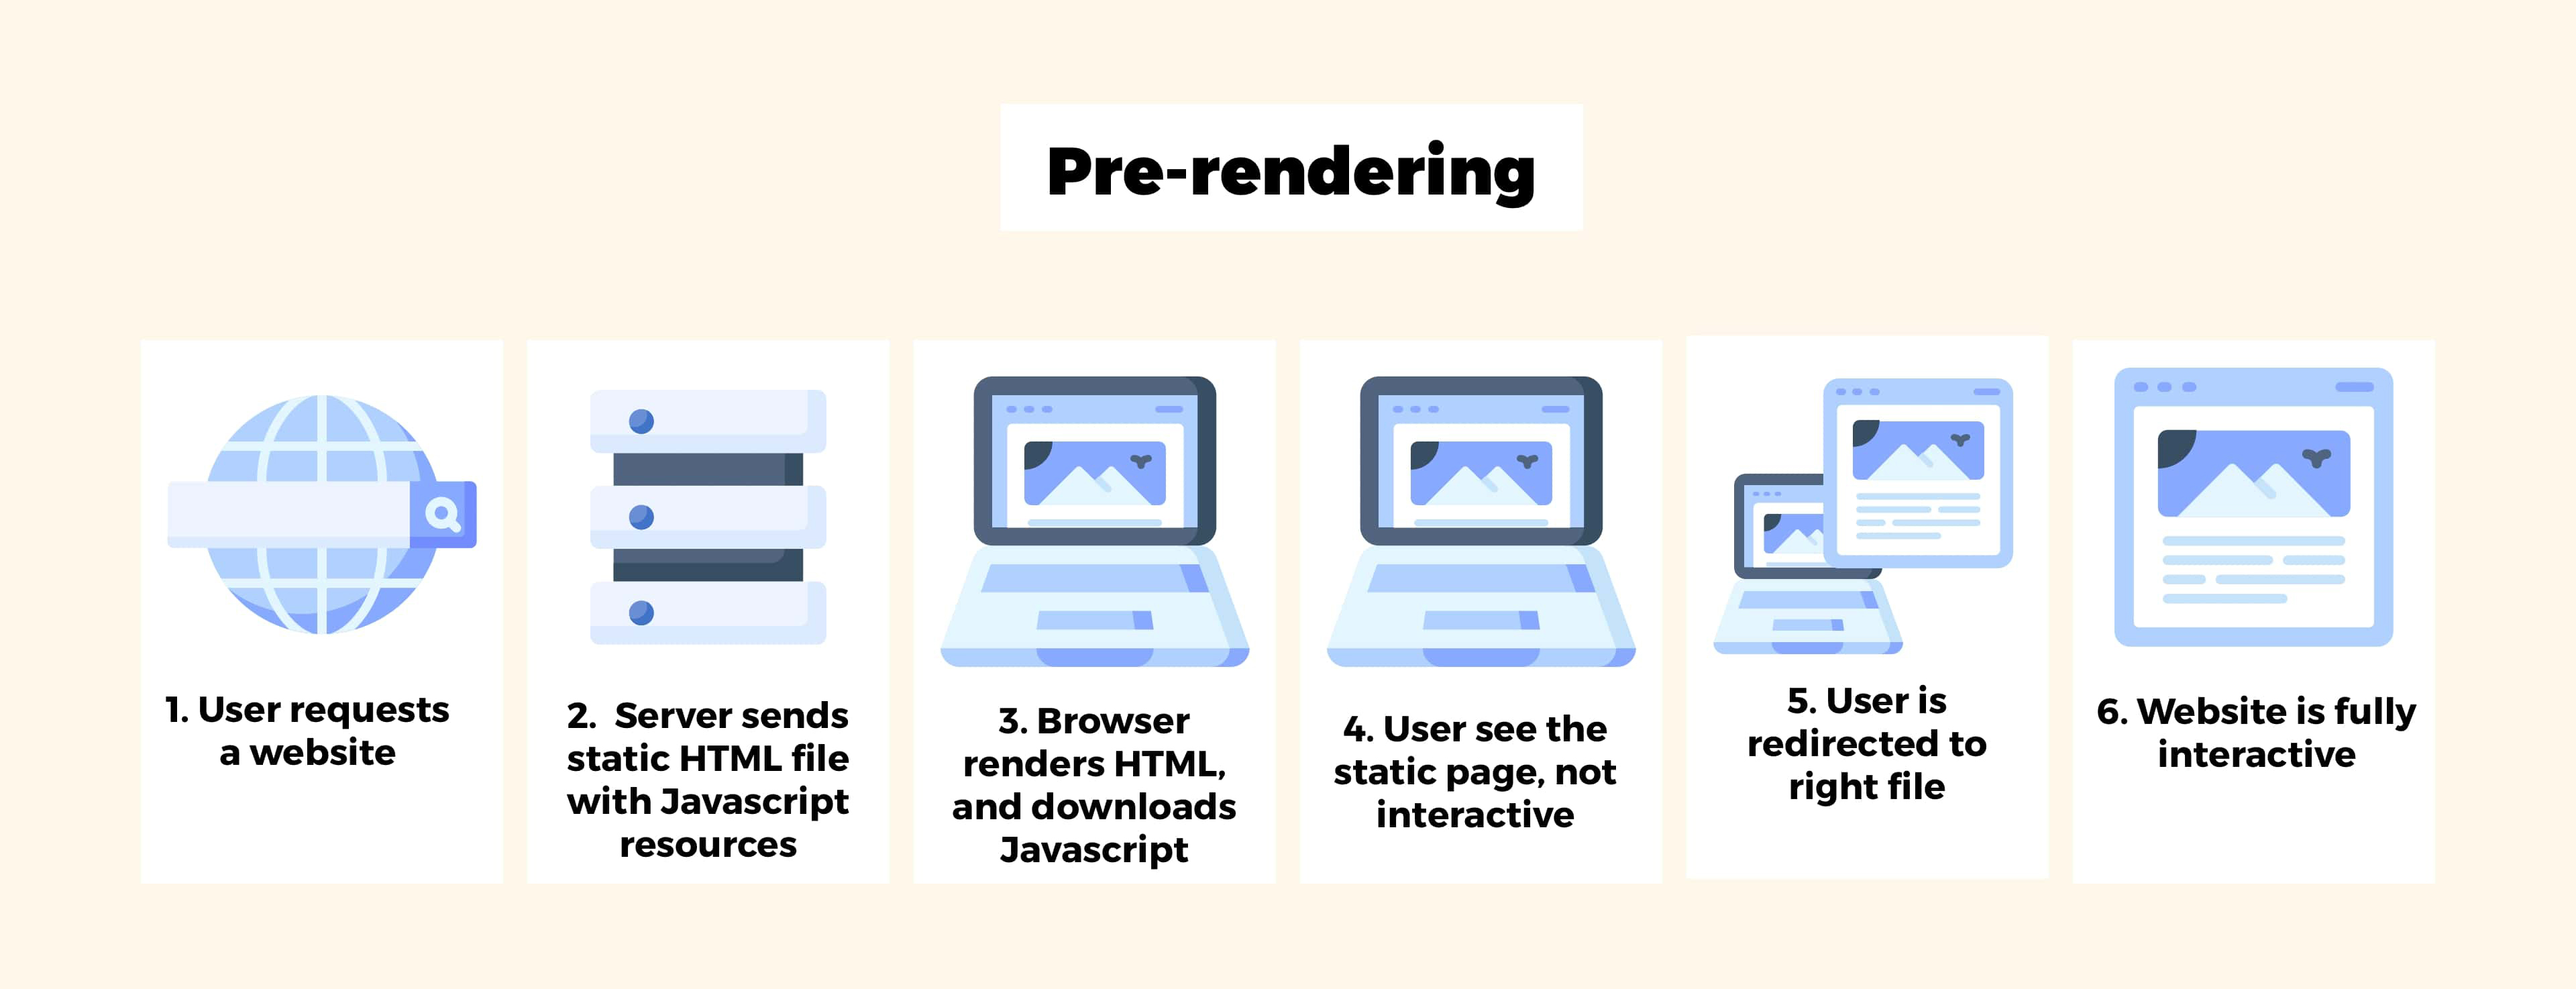 Pre-rendering
1. User requests
a website
2. Server sends
static HTML file
with Javascript
resources
3. Browser
renders HTML,
and downloads
Javascript
4. User see the
static page, not
interactive
5. User is
redirected to
right file
6. Website is fully
interactive